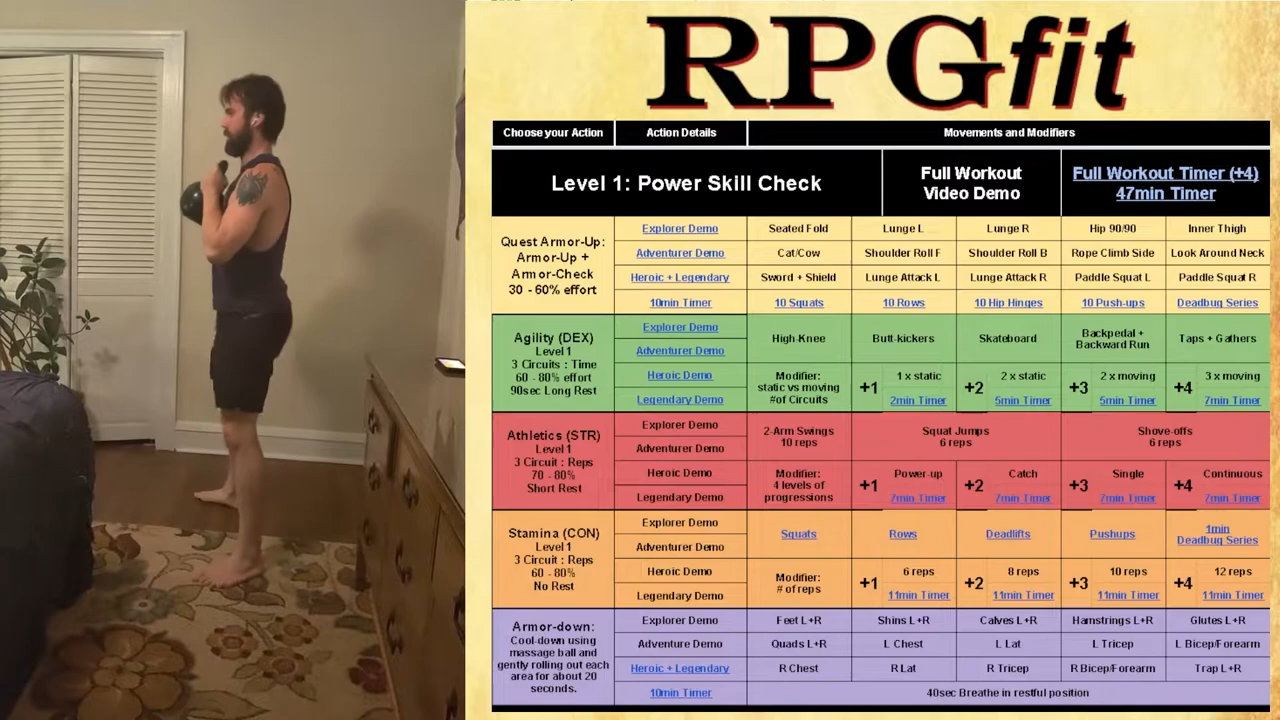 RPGfit
Choose your Action
Action Details
Movements and Modifiers
Level 1: Power Skill Check
Full Workout
Video Demo
Full Workout Timer (+4)
47min Timer
Quest Armor-Up:
Armor-Up +
Armor-Check
30 - 60% effort
Explorer Demo
Seated Fold
Lunge L
Lunge R
Hip 90/90
Inner Thigh
Adventurer Demo
Cat/Cow
Shoulder Roll F
Shoulder Roll B
Rope Climb Side
Look Around Neck
Heroic + Legendary
Sword + Shield
Lunge Attack L
Lunge Attack R
Paddle Squat L
Paddle Squat R
10min Timer
10 Squats
10 Rows
10 Hip Hinges
10 Push-ups
Deadbug Series
Agility (DEX)
Level 1
3 Circuits : Time
60 - 80% effort
90sec Long Rest
Explorer Demo
Adventurer Demo
High-Knee
Butt-kickers
Skateboard
Backpedal +
Backward Run
Taps + Gathers
Heroic Demo
Legendary Demo
Modifier:
static vs moving
#of Circuits
+1
1 x static
2min Timer
+2
2 x static
5min Timer
+3
2 x moving
5min Timer
+4
3 x moving
7min Timer
Athletics (STR)
Level 1
3 Circuit : Reps
70 - 80%
Short Rest
Explorer Demo
Adventurer Demo
2-Arm Swings
10 reps
Squat Jumps
6 reps
Shove-offs
6 reps
Heroic Demo
Legendary Demo
Modifier:
4 levels of
progressions
+1
Power-up
7min Timer
+2
Catch
7min Timer
+3
Single
7min Timer
+4
Continuous
7min Timer
Stamina (CON)
Level 1
3 Circuit : Reps
60 - 80%
No Rest
Explorer Demo
Adventurer Demo
Squats
Rows
Deadlifts
Pushups
1min
Deadbug Series
Heroic Demo
Legendary Demo
Modifier:
# of reps
+1
6 reps
11min Timer
+2
8 reps
11min Timer
+3
10 reps
11min Timer
+4
12 reps
11min Timer
Armor-down:
Cool-down using
massage ball and
gently rolling out each
area for about 20
seconds.
Explorer Demo
Feet L+R
Shins L+R
Calves L+R
Hamstrings L+R
Glutes L+R
Adventure Demo
Quads L+R
L Chest
L Lat
L Tricep
L Bicep/Forearm
Heroic + Legendary
R Chest
R Lat
R Tricep
R Bicep/Forearm
Trap L+R
10min Timer
40sec Breathe in restful position